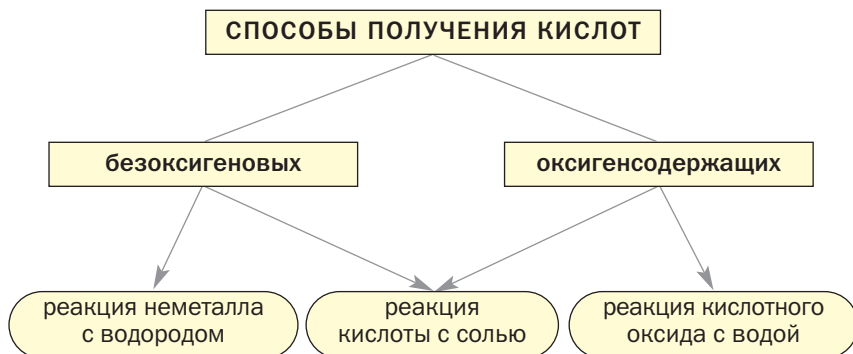 СПОСОБЫ ПОЛУЧЕНИЯ КИСЛОТ
безоксигеновых
оксигенсодержащих
реакция неметалла
с водородом
реакция
кислоты с солью
реакция кислотного
оксида с водой